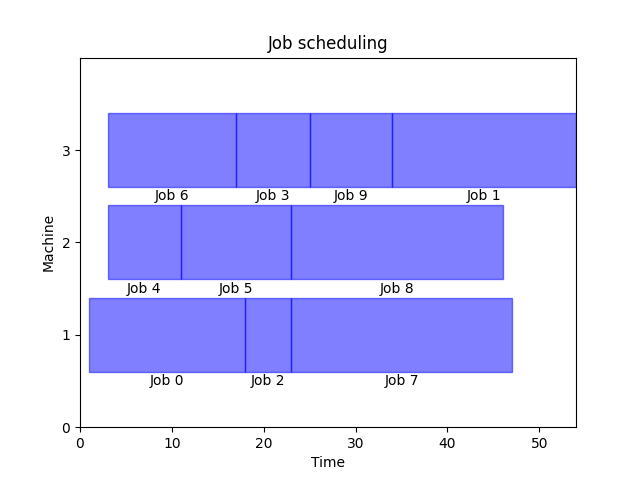 Job scheduling
Machine
3
Job 6 Job 3 Job 9 Job 1
2
Job 4 Job 5 Job 8
1
Job 0 Job 2 Job 7
0
0 10 20 30 40 50
Time